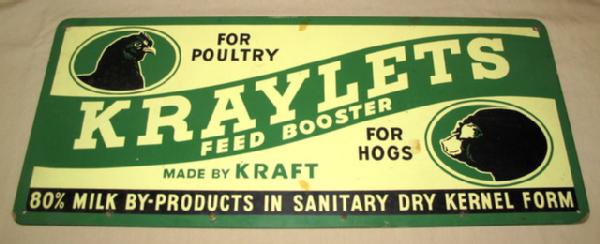 FOR
POULTRY
KRAYLETS
FEED BOOSTER
FOR
HOGS
MADE BY KRAFT
80% MILK BY-PRODUCTS IN SANITARY DRY KERNEL FORM